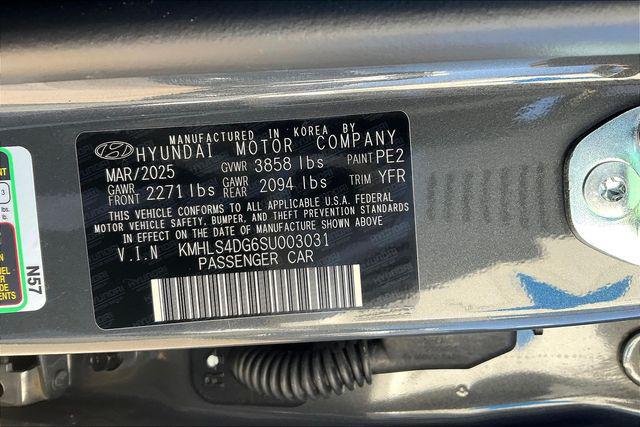 MANUFACTURED IN KOREA BY
HYUNDAI MOTOR COMPANY
MAR/2025 GVWR 3858 lbs PAINT PE2
GAWR FRONT 2271 lbs GAWR REAR 2094 lbs TRIM YFR
THIS VEHICLE CONFORMS TO ALL APPLICABLE U.S.A. FEDERAL
MOTOR VEHICLE SAFETY, BUMPER, AND THEFT PREVENTION STANDARDS
IN EFFECT ON THE DATE OF MANUFACTURE SHOWN ABOVE
V.I.N KMHLS4DG6SU003031
PASSENGER CAR
3
lbs.
N57